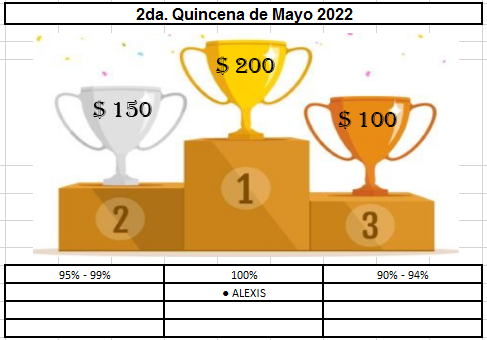 2da. Quincena de Mayo 2022
$ 200
$ 150
$ 100
1
2
3
95% - 99% 100% 90% - 94%
● ALEXIS